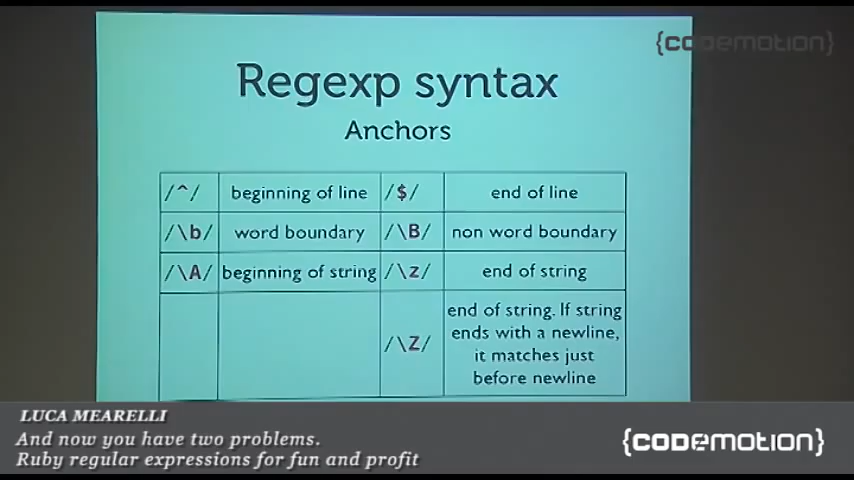 {codemotion}
Regexp syntax
Anchors
/^/ beginning of line /$/ end of line
/\b/ word boundary /\B/ non word boundary
/\A/ beginning of string /\z/ end of string
/\Z/ end of string. If string
ends with a newline,
it matches just
before newline
LUCA MEARELLI
And now you have two problems.
Ruby regular expressions for fun and profit
{codemotion}